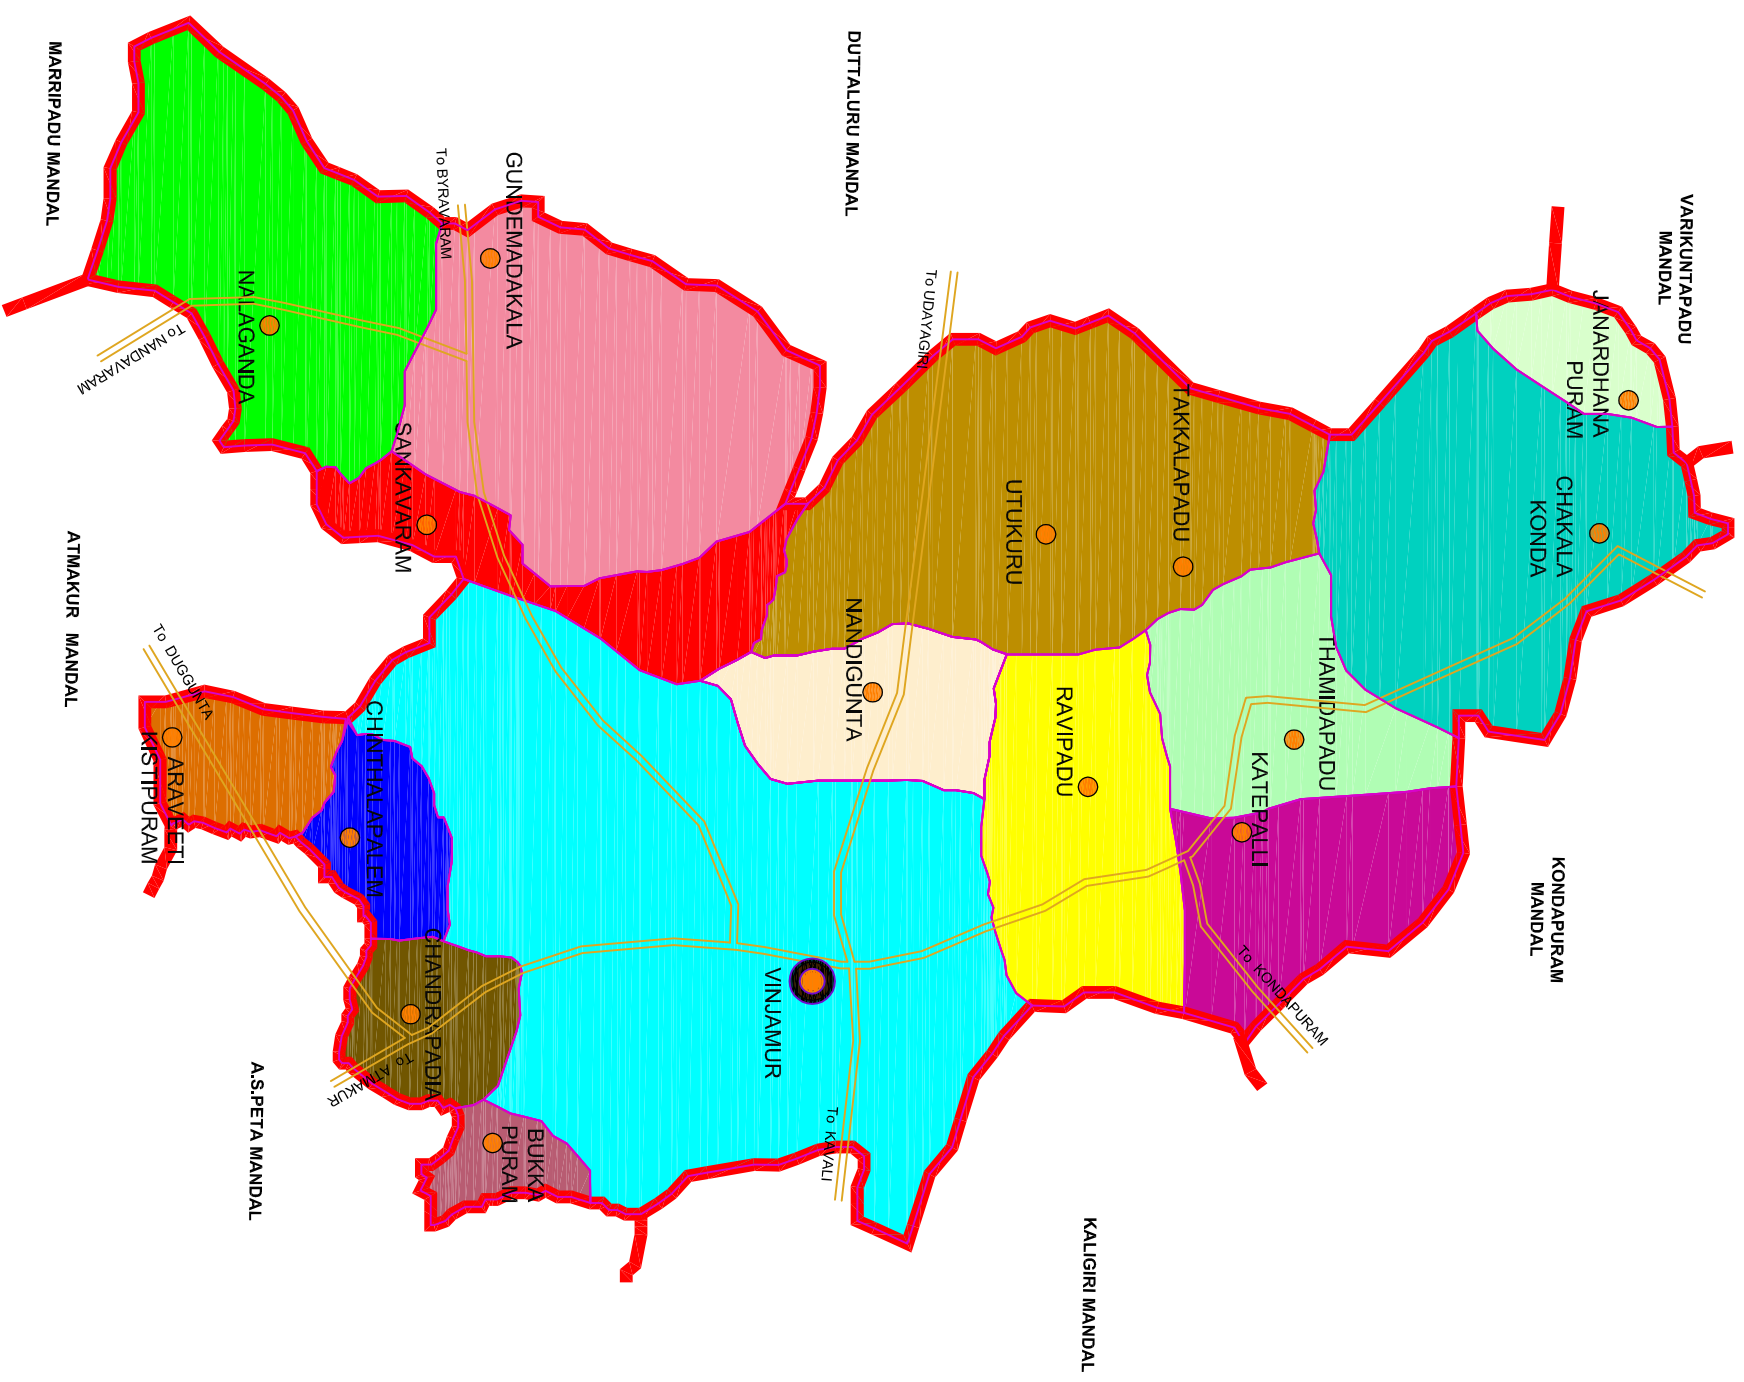 VARIKUNTAPADU
MANDAL
JANARDHANA
PURAM
CHAKALA
KONDA
KONDAPURAM
MANDAL
THAMIDAPADU
KATEPALLI
To KONDAPURAM
TAKKALAPADU
UTUKURU
RAVIPADU
KALIGIRI MANDAL
To UDAYAGIRI
DUTTALURU MANDAL
NANDIGUNTA
VINJAMUR
To KAVALI
GUNDEMADAKALA
To BYRAVARAM
BUKKA
PURAM
SANKAVARAM
CHANDRAPADIA
To ATMAKUR
CHINTHALAPALEM
NALAGANDA
To NANDAVARAM
A.S.PETA MANDAL
To DUGGUNTA
ARAVEETI
KISTIPURAM
ATMAKUR MANDAL
MARRIPADU MANDAL